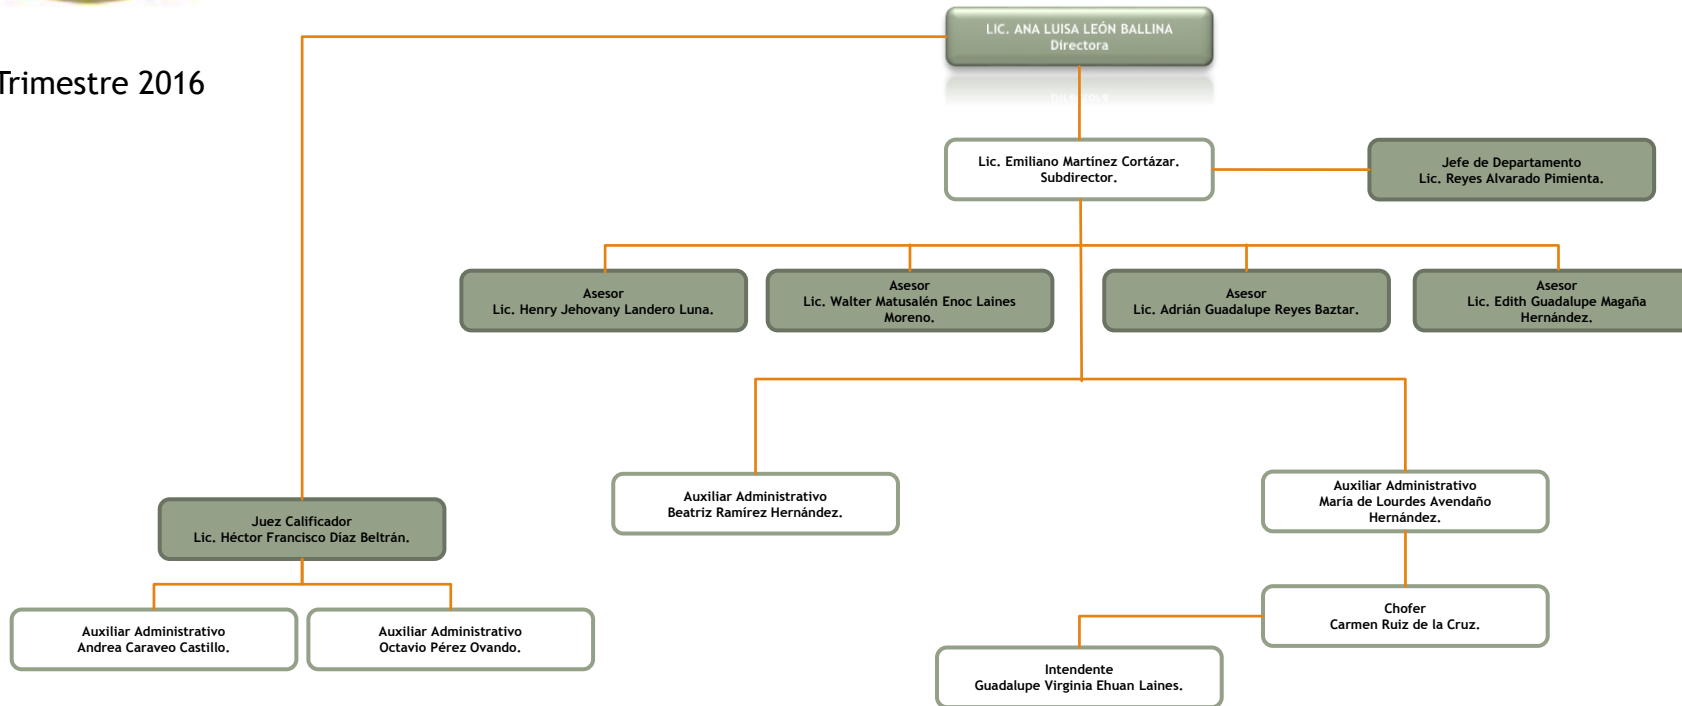 LIC. ANA LUISA LEÓN BALLINA
Directora
Trimestre 2016
Lic. Emiliano Martínez Cortázar.
Subdirector.
Jefe de Departamento
Lic. Reyes Alvarado Pimienta.
Asesor
Lic. Henry Jehovany Landero Luna.
Asesor
Lic. Walter Matusalén Enoc Laines
Moreno.
Asesor
Lic. Adrián Guadalupe Reyes Baztar.
Asesor
Lic. Edith Guadalupe Magaña
Hernández.
Auxiliar Administrativo
Beatriz Ramírez Hernández.
Auxiliar Administrativo
María de Lourdes Avendaño
Hernández.
Juez Calificador
Lic. Héctor Francisco Díaz Beltrán.
Auxiliar Administrativo
Andrea Caraveo Castillo.
Auxiliar Administrativo
Octavio Pérez Ovando.
Chofer
Carmen Ruiz de la Cruz.
Intendente
Guadalupe Virginia Ehuan Laines.